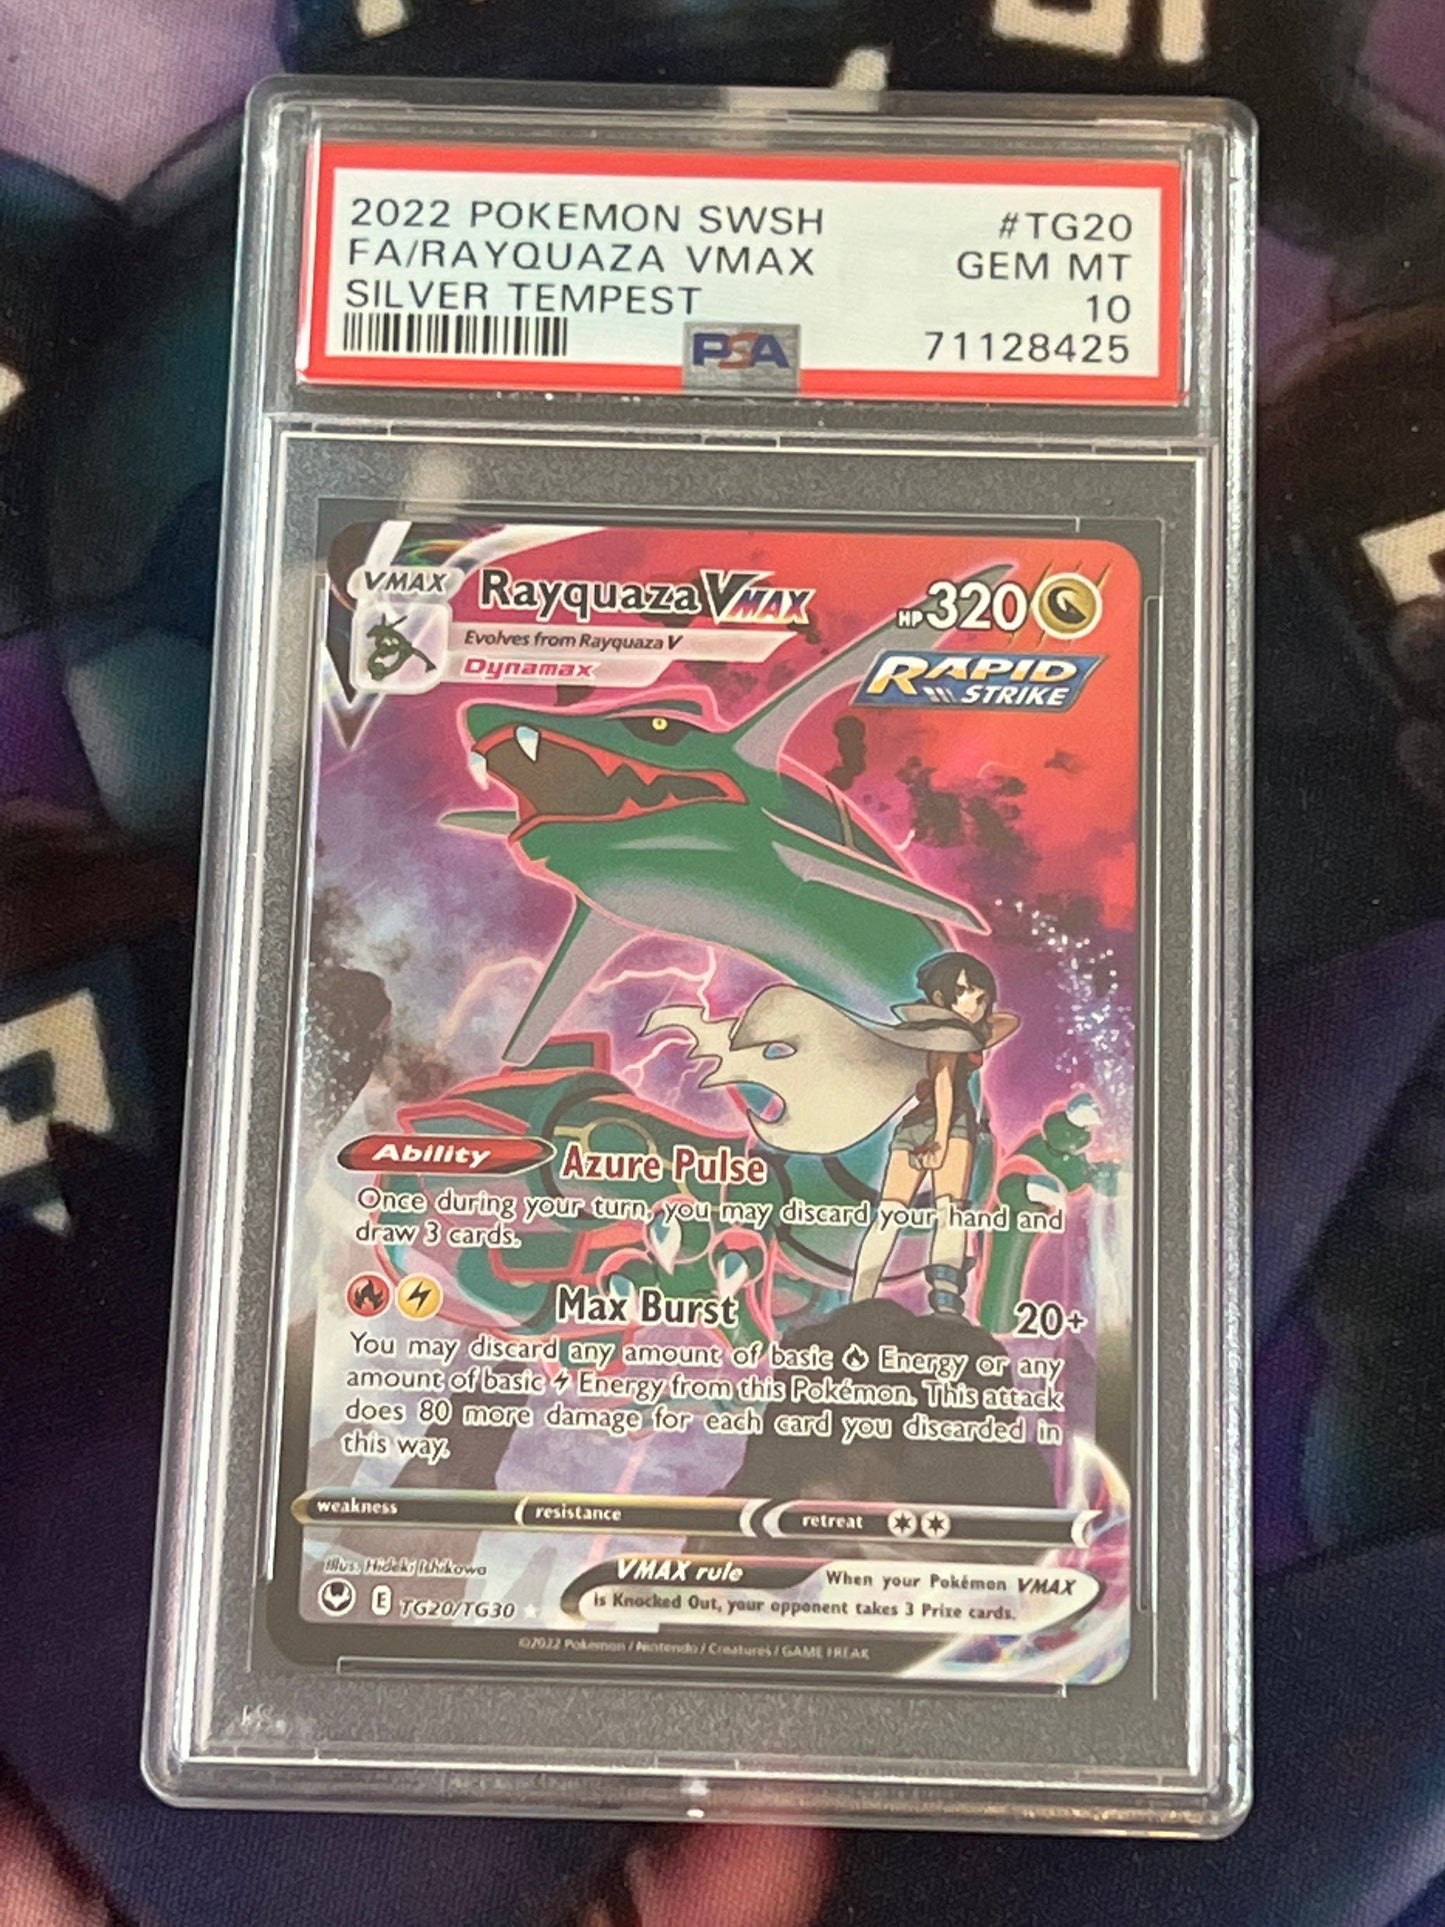 2022 POKEMON SWSH #TG20
FA/RAYQUAZA VMAX GEM MT
SILVER TEMPEST 10
PSA 71128425
VMAX Rayquaza VMAX HP 320
Evolves from Rayquaza V
Dynamax
RAPID
STRIKE
Ability Azure Pulse
Once during your turn, you may discard your hand and
draw 3 cards.
Max Burst 20+
You may discard any amount of basic Energy or any
amount of basic Energy from this Pokémon. This attack
does 80 more damage for each card you discarded in
this way.
weakness resistance retreat
Illus. Hideki Ishikawa
VMAX rule When your Pokémon VMAX
is Knocked Out, your opponent takes 3 Prize cards.
E TG20/TG30
©2022 Pokémon / Nintendo / Creatures / GAME FREAK